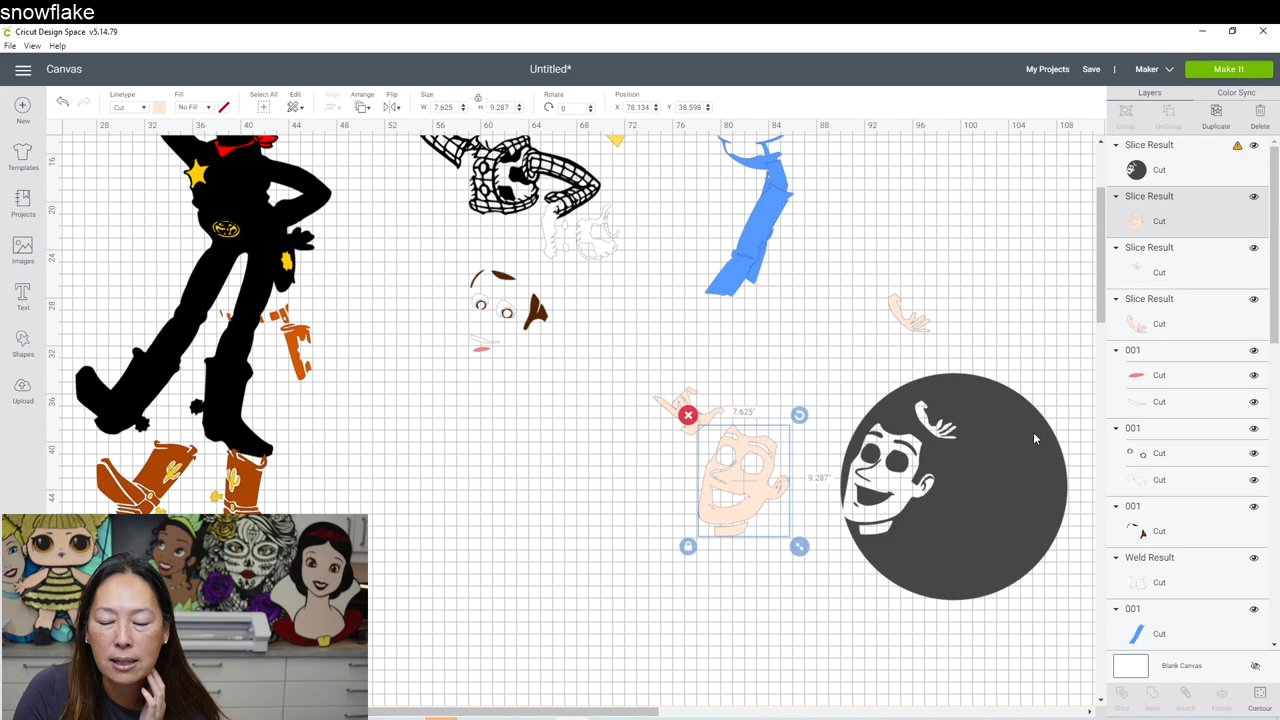 snowflake
Cricut Design Space v5.14.79
File View Help
Canvas Untitled* My Projects Save | Maker Make It
Linetype Fill Size Rotate Position
Cut No Fill Select All Edit Align Arrange Flip W 7.625 H 9.287 0 X 78.134 Y 38.598
Layers Color Sync
Group UnGroup Duplicate Delete
28 32 36 40 44 48 52 56 60 64 68 72 76 80 84 88 92 96 100 104 108
16 20 24 28 32 36 40 44
New
Templates
Projects
Images
Text
Shapes
Upload
7.625"
9.287"
Slice Result
Cut
Slice Result
Cut
Slice Result
Cut
Slice Result
Cut
001
Cut
Cut
001
Cut
Cut
001
Cut
Weld Result
Cut
001
Cut
Blank Canvas
Slice Weld Attach Flatten Contour